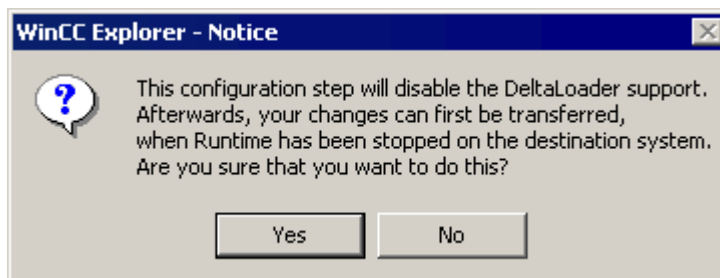 WinCC Explorer - Notice
This configuration step will disable the DeltaLoader support.
Afterwards, your changes can first be transferred,
when Runtime has been stopped on the destination system.
Are you sure that you want to do this?
Yes
No